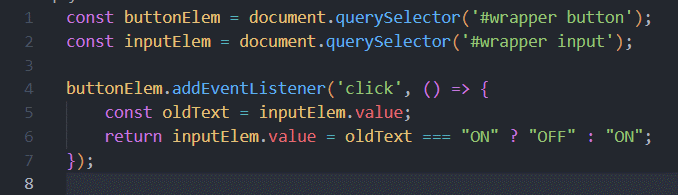 1 const buttonElem = document.querySelector('#wrapper button');
2 const inputElem = document.querySelector('#wrapper input');
3
4 buttonElem.addEventListener('click', () => {
5     const oldText = inputElem.value;
6     return inputElem.value = oldText === "ON" ? "OFF" : "ON";
7 });
8